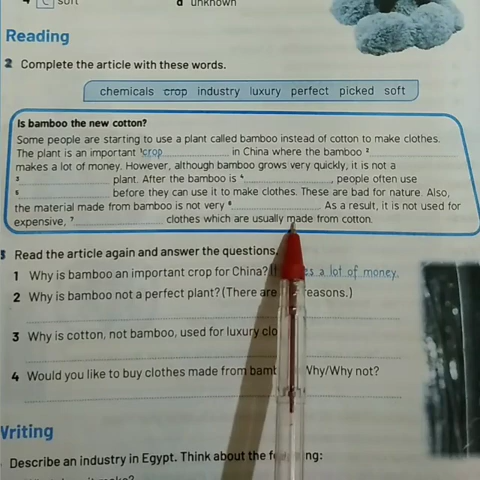 4 c soft
d unknown
Reading
2 Complete the article with these words.
chemicals crop industry luxury perfect picked soft
Is bamboo the new cotton?
Some people are starting to use a plant called bamboo instead of cotton to make clothes.
The plant is an important ¹crop in China where the bamboo ²
makes a lot of money. However, although bamboo grows very quickly, it is not a
³ plant. After the bamboo is ⁴, people often use
⁵ before they can use it to make clothes. These are bad for nature. Also,
the material made from bamboo is not very ⁶. As a result, it is not used for
expensive, ⁷ clothes which are usually made from cotton.
3 Read the article again and answer the questions.
1 Why is bamboo an important crop for China? a lot of money.
2 Why is bamboo not a perfect plant? (There are reasons.)
3 Why is cotton, not bamboo, used for luxury
4 Would you like to buy clothes made from Why/Why not?
Writing
Describe an industry in Egypt. Think about the